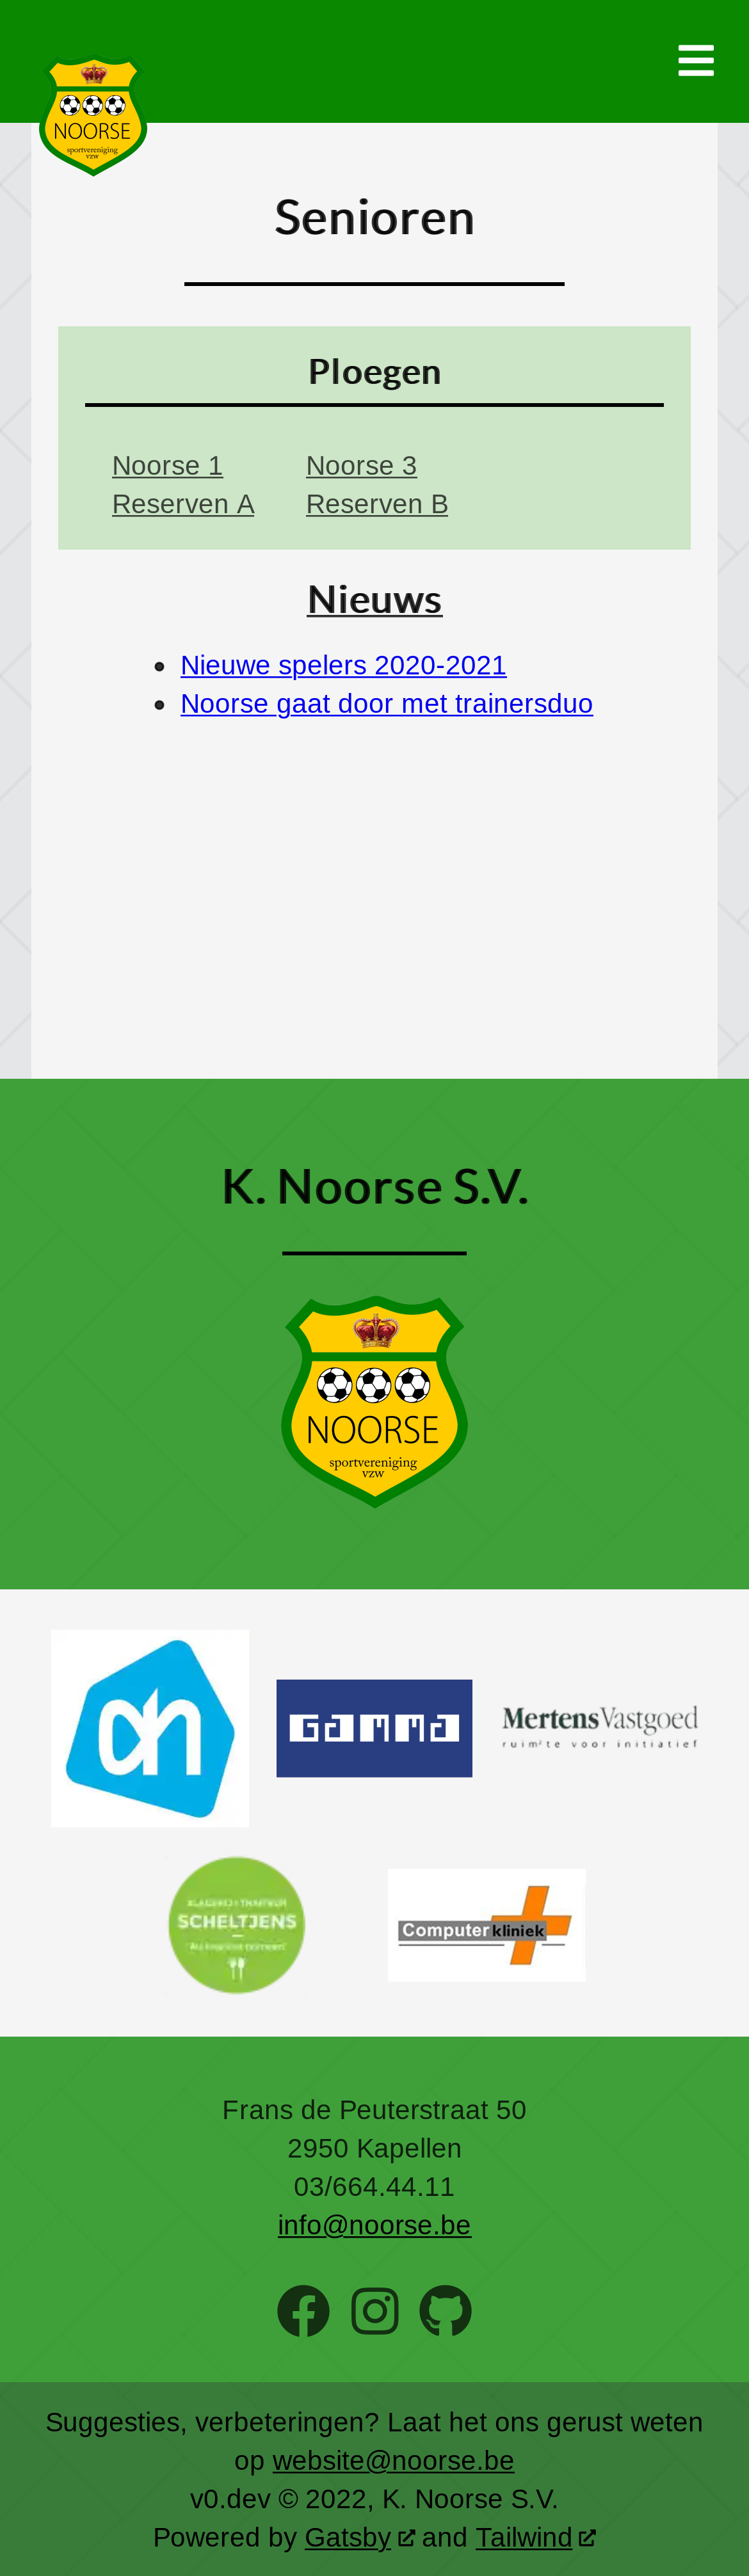 NOORSE
sportvereniging
vzw
Senioren
Ploegen
Noorse 1 Noorse 3
Reserven A Reserven B
Nieuws
Nieuwe spelers 2020-2021
Noorse gaat door met trainersduo
K. Noorse S.V.
NOORSE
sportvereniging
vzw
ah
GAMMA
MertensVastgoed
ruim²te voor initiatief
SCHELTJENS
Computerkliniek
Frans de Peuterstraat 50
2950 Kapellen
03/664.44.11
info@noorse.be
Suggesties, verbeteringen? Laat het ons gerust weten
op website@noorse.be
v0.dev © 2022, K. Noorse S.V.
Powered by Gatsby and Tailwind